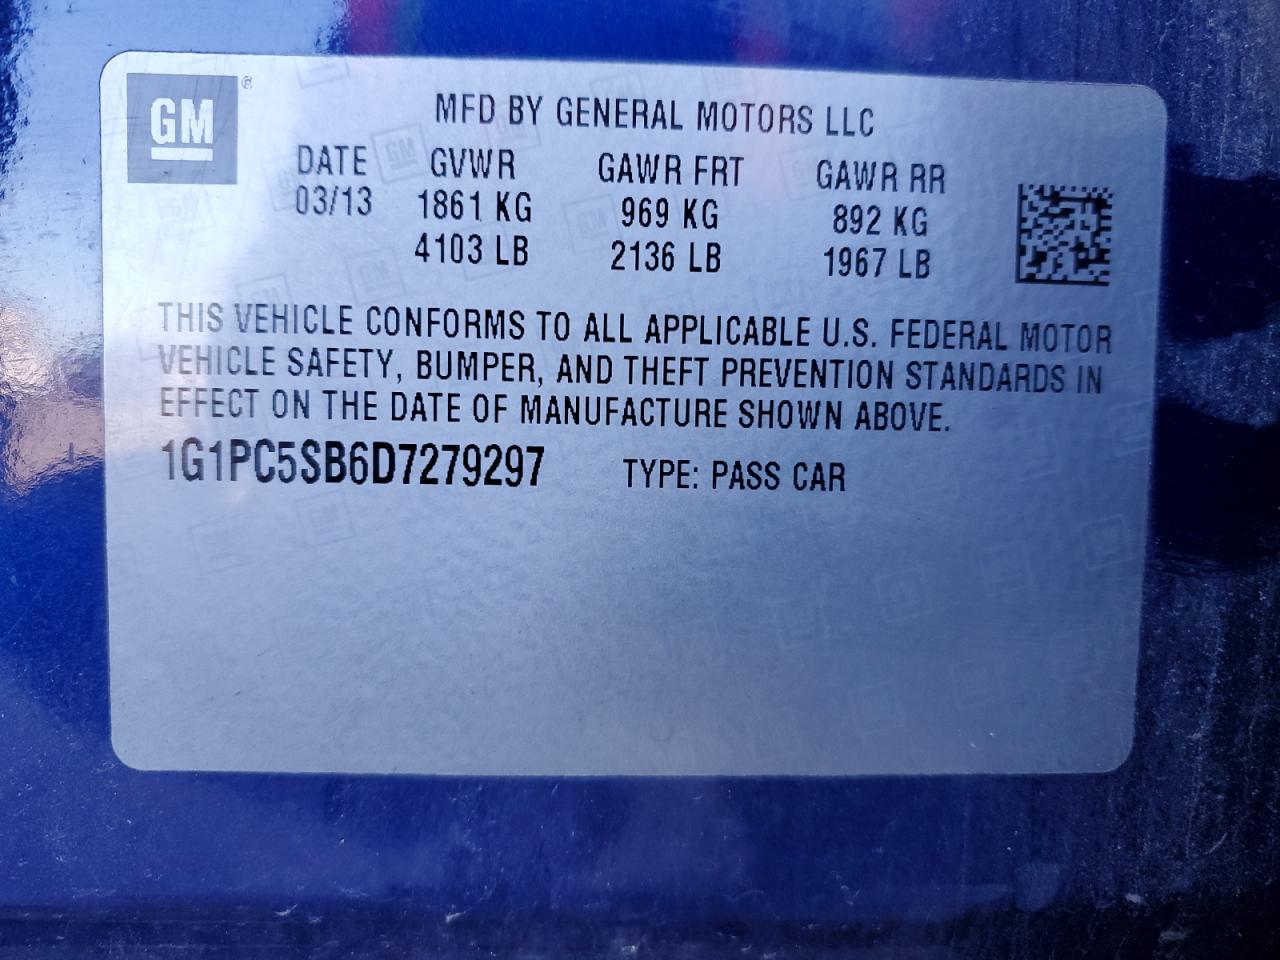 GM ®
MFD BY GENERAL MOTORS LLC
DATE GVWR GAWR FRT GAWR RR
03/13 1861 KG 969 KG 892 KG
4103 LB 2136 LB 1967 LB
THIS VEHICLE CONFORMS TO ALL APPLICABLE U.S. FEDERAL MOTOR
VEHICLE SAFETY, BUMPER, AND THEFT PREVENTION STANDARDS IN
EFFECT ON THE DATE OF MANUFACTURE SHOWN ABOVE.
1G1PC5SB6D7279297 TYPE: PASS CAR